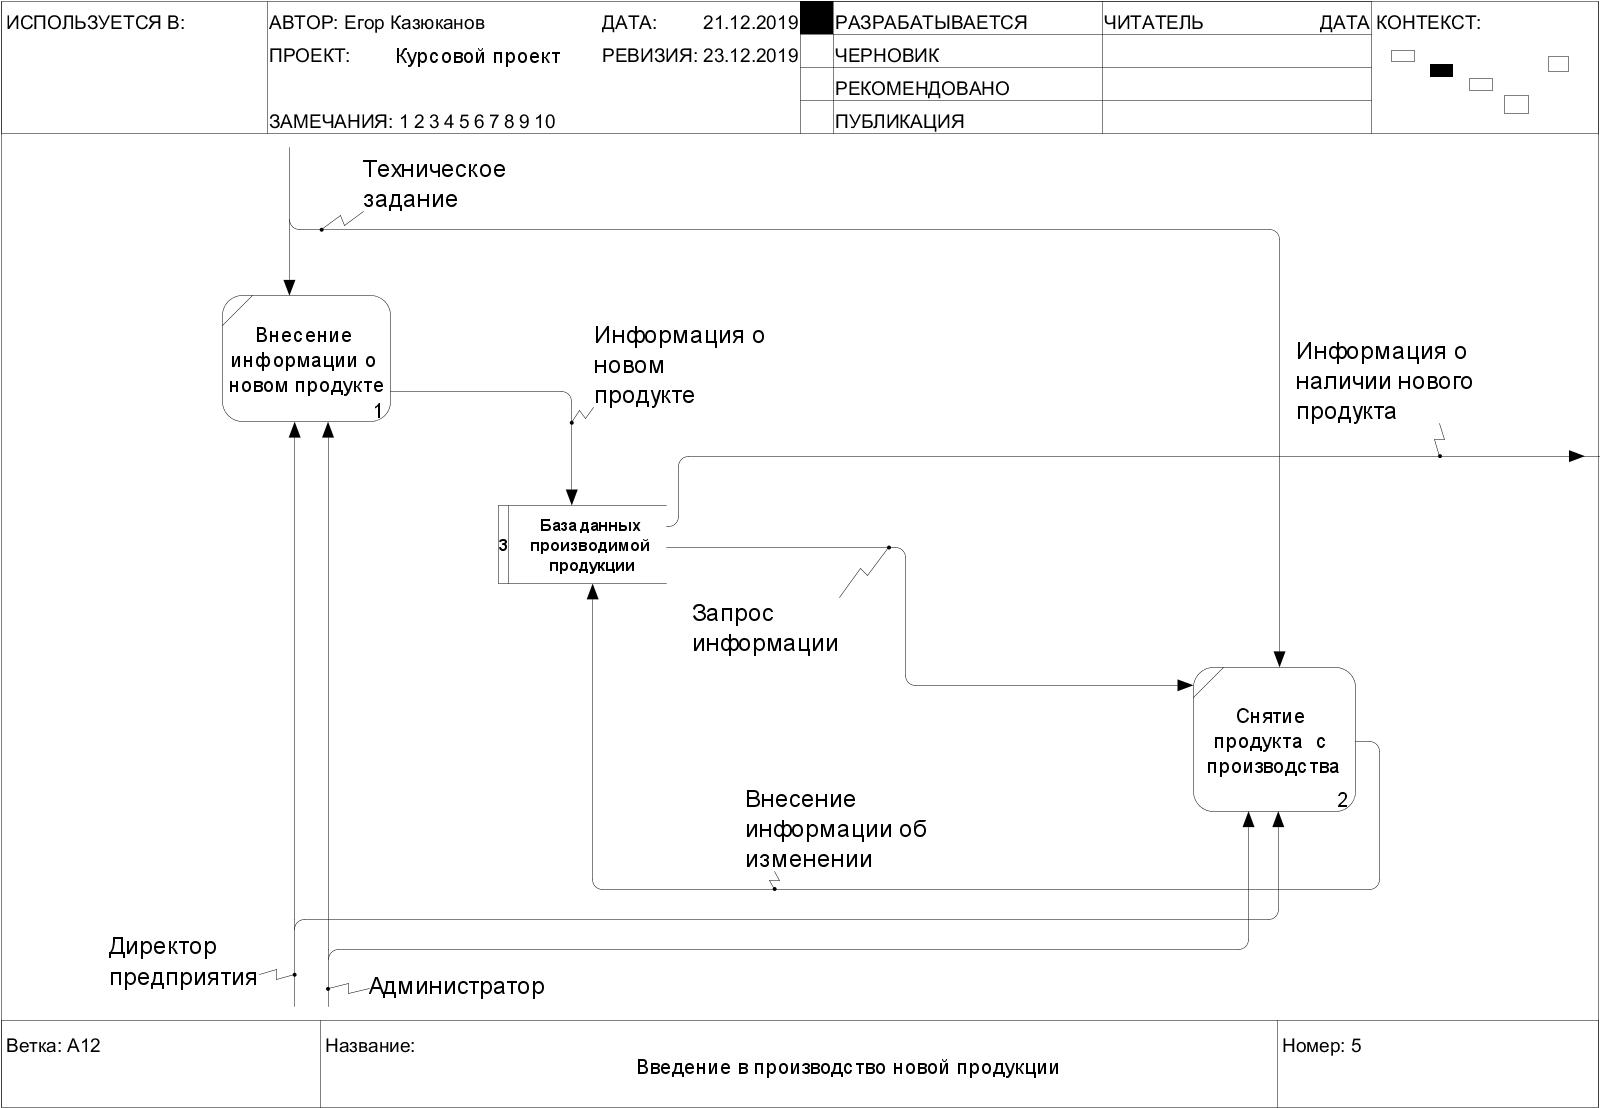 ИСПОЛЬЗУЕТСЯ В:
АВТОР: Егор Казюканов
ДАТА: 21.12.2019
РАЗРАБАТЫВАЕТСЯ
ЧИТАТЕЛЬ
ДАТА
КОНТЕКСТ:
ПРОЕКТ: Курсовой проект
РЕВИЗИЯ: 23.12.2019
ЧЕРНОВИК
РЕКОМЕНДОВАНО
ЗАМЕЧАНИЯ: 1 2 3 4 5 6 7 8 9 10
ПУБЛИКАЦИЯ
Техническое
задание
Внесение
информации о
новом продукте
1
Информация о
новом
продукте
Информация о
наличии нового
продукта
3
База данных
производимой
продукции
Запрос
информации
Снятие
продукта с
производства
2
Внесение
информации об
изменении
Директор
предприятия
Администратор
Ветка: A12
Название:
Введение в производство новой продукции
Номер: 5